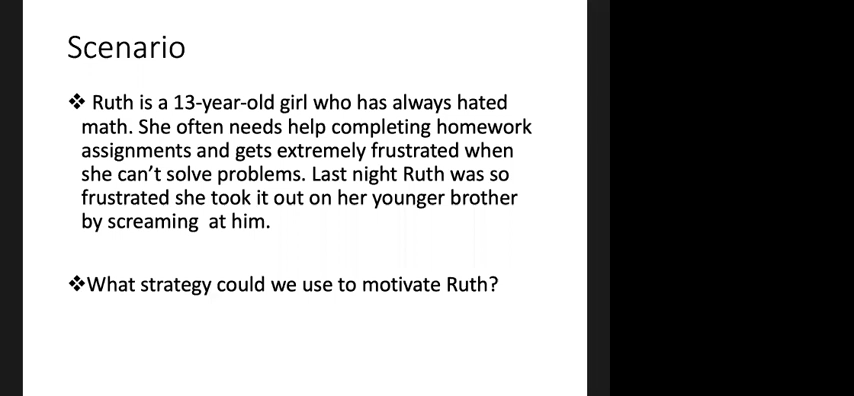 Scenario
❖ Ruth is a 13-year-old girl who has always hated
math. She often needs help completing homework
assignments and gets extremely frustrated when
she can’t solve problems. Last night Ruth was so
frustrated she took it out on her younger brother
by screaming  at him.
❖What strategy could we use to motivate Ruth?